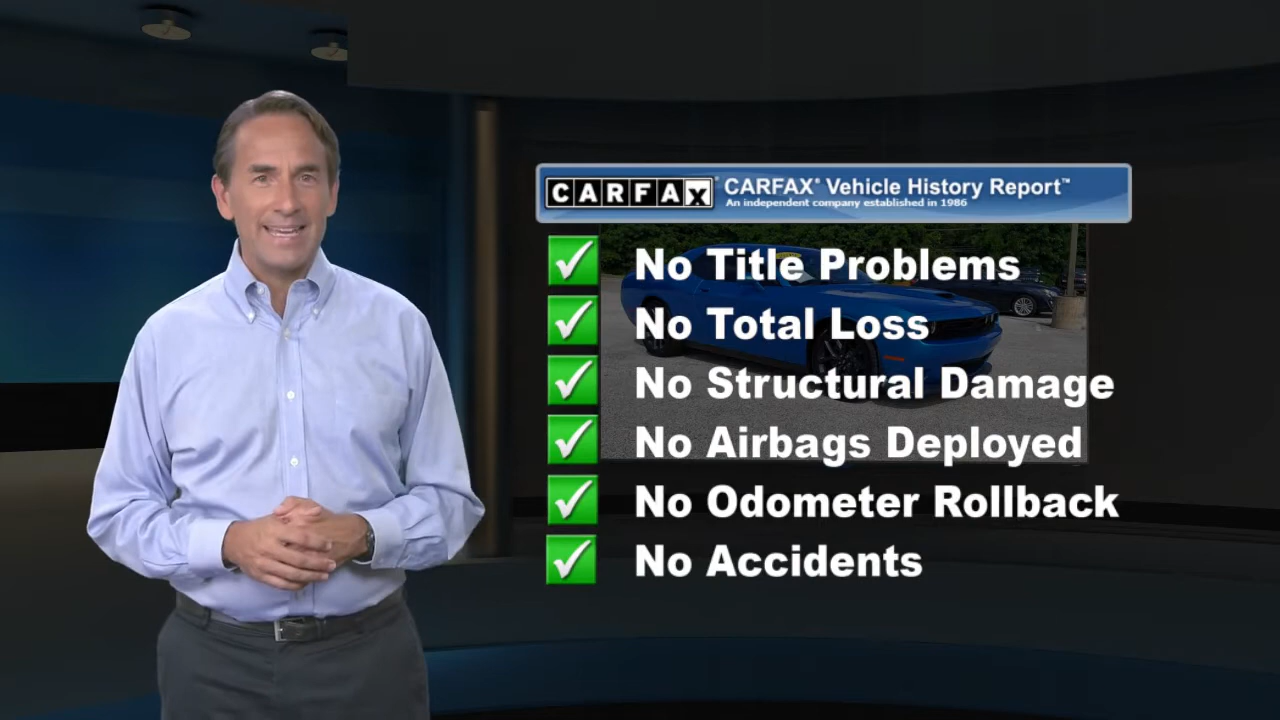 CARFAX® CARFAX® Vehicle History Report™
An independent company established in 1986
No Title Problems
No Total Loss
No Structural Damage
No Airbags Deployed
No Odometer Rollback
No Accidents